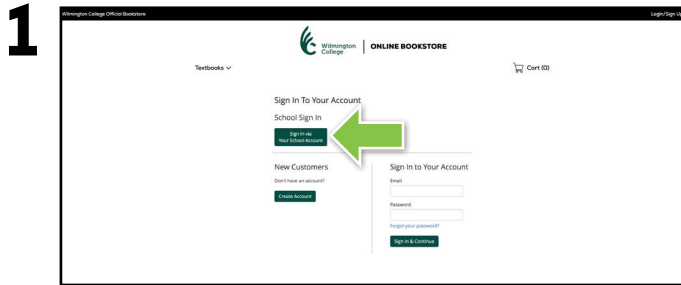 1
Wilmington College Official Bookstore
Login/Sign Up
Wilmington College | ONLINE BOOKSTORE
Textbooks
Cart (0)
Sign In To Your Account
School Sign In
Sign In via
Your School Account
New Customers
Don't have an account?
Create Account
Sign In to Your Account
Email
Password
Forgot your password?
Sign In & Continue